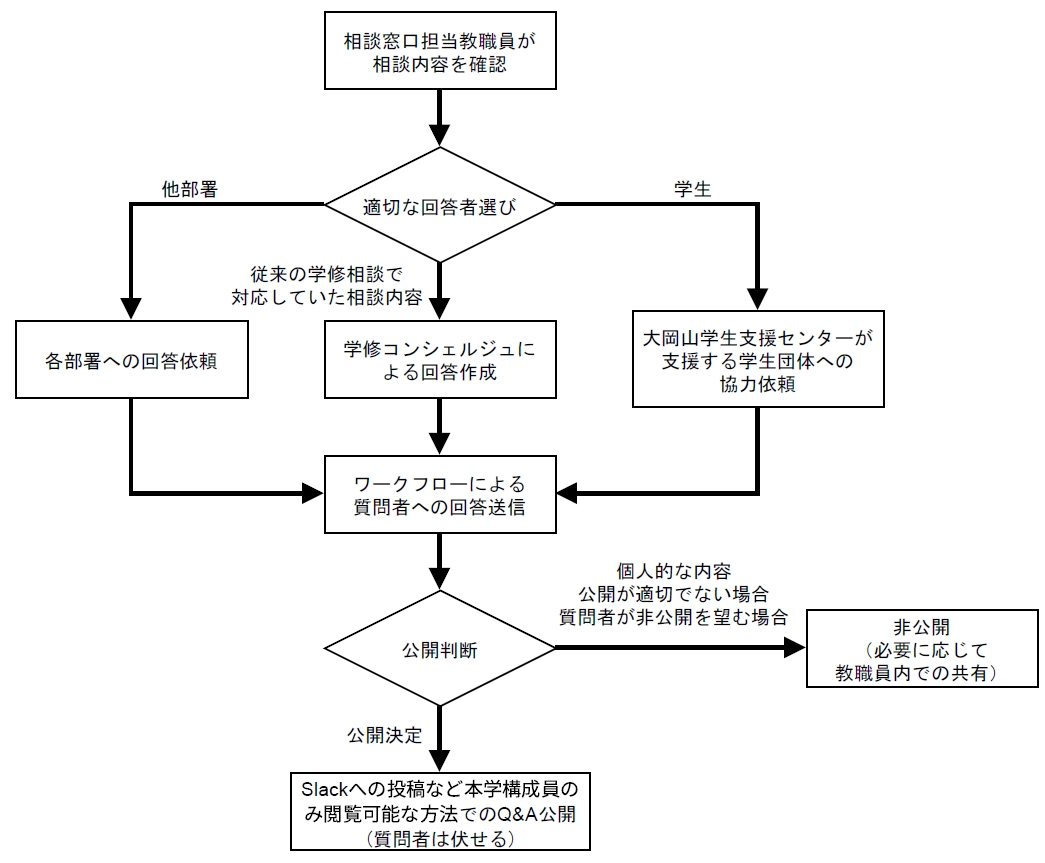 相談窓口担当教職員が
相談内容を確認
適切な回答者選び
他部署
学生
従来の学修相談で
対応していた相談内容
各部署への回答依頼
学修コンシェルジュに
よる回答作成
大岡山学生支援センターが
支援する学生団体への
協力依頼
ワークフローによる
質問者への回答送信
公開判断
個人的な内容
公開が適切でない場合
質問者が非公開を望む場合
非公開
（必要に応じて
教職員内での共有）
公開決定
Slackへの投稿など本学構成員の
み閲覧可能な方法でのQ&A公開
（質問者は伏せる）